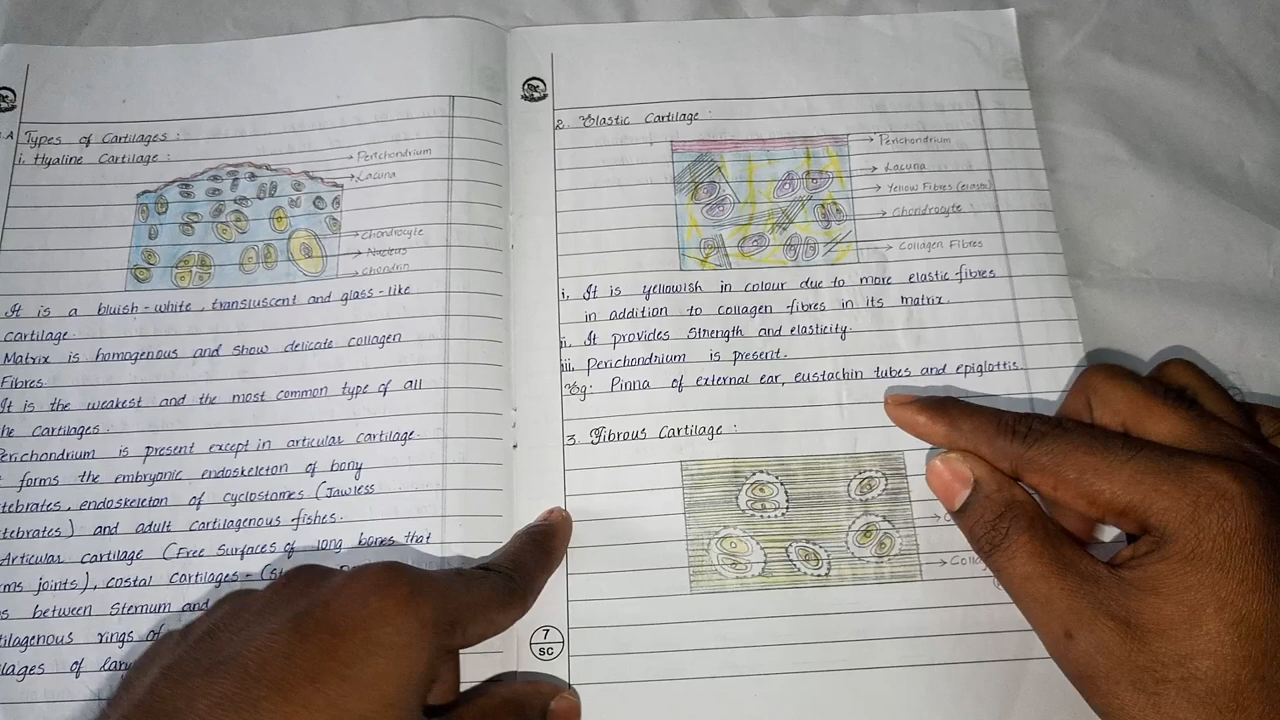 A Types of Cartilages :
i. Hyaline Cartilage :
Perichondrium
Lacuna
Chondrocyte
Nucleus
Chondrin
It is a bluish-white, transluscent and glass-like
cartilage.
Matrix is homogenous and show delicate collagen
Fibres.
It is the weakest and the most common type of all
he cartilages.
erichondrium is present except in articular cartilage.
forms the embryonic endoskeleton of bony
tebrates, endoskeleton of cyclostomes (Jawless
tebrates) and adult cartilagenous fishes.
Articular cartilage (Free Surfaces of long bones that
ms joints), costal cartilages-
s between Sternum and
tilagenous rings of
lages of lary
2. Elastic Cartilage :
Perichondrium
Lacuna
Yellow Fibres (elastic)
Chondrocyte
Collagen Fibres
i. It is yellowish in colour due to more elastic fibres
in addition to collagen fibres in its matrix.
ii. It provides Strength and elasticity.
iii. Perichondrium is present.
Eg: Pinna of external ear, eustachin tubes and epiglottis.
3. Fibrous Cartilage :
Colla
7
SC